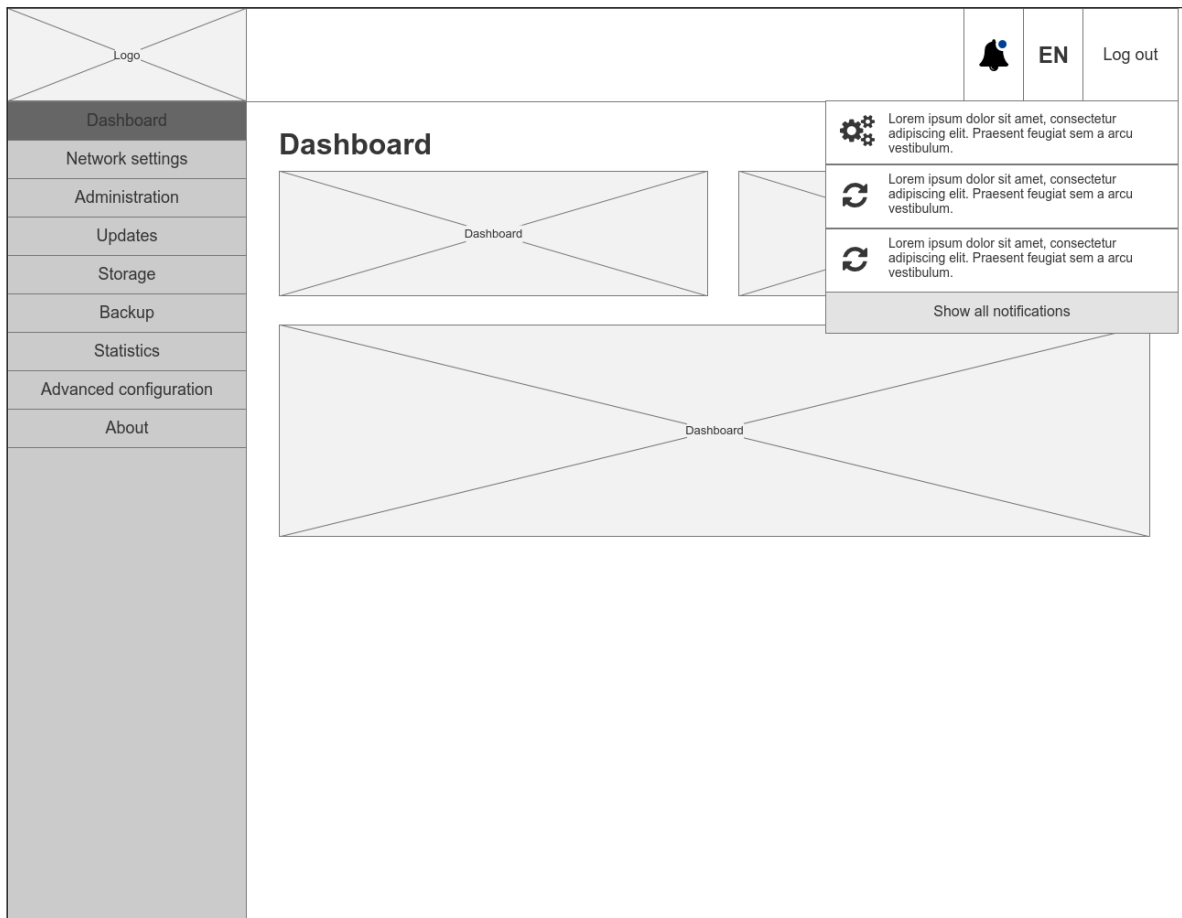 Logo
EN
Log out
Dashboard
Network settings
Administration
Updates
Storage
Backup
Statistics
Advanced configuration
About
Dashboard
Dashboard
Lorem ipsum dolor sit amet, consectetur
adipiscing elit. Praesent feugiat sem a arcu
vestibulum.
Lorem ipsum dolor sit amet, consectetur
adipiscing elit. Praesent feugiat sem a arcu
vestibulum.
Lorem ipsum dolor sit amet, consectetur
adipiscing elit. Praesent feugiat sem a arcu
vestibulum.
Show all notifications
Dashboard